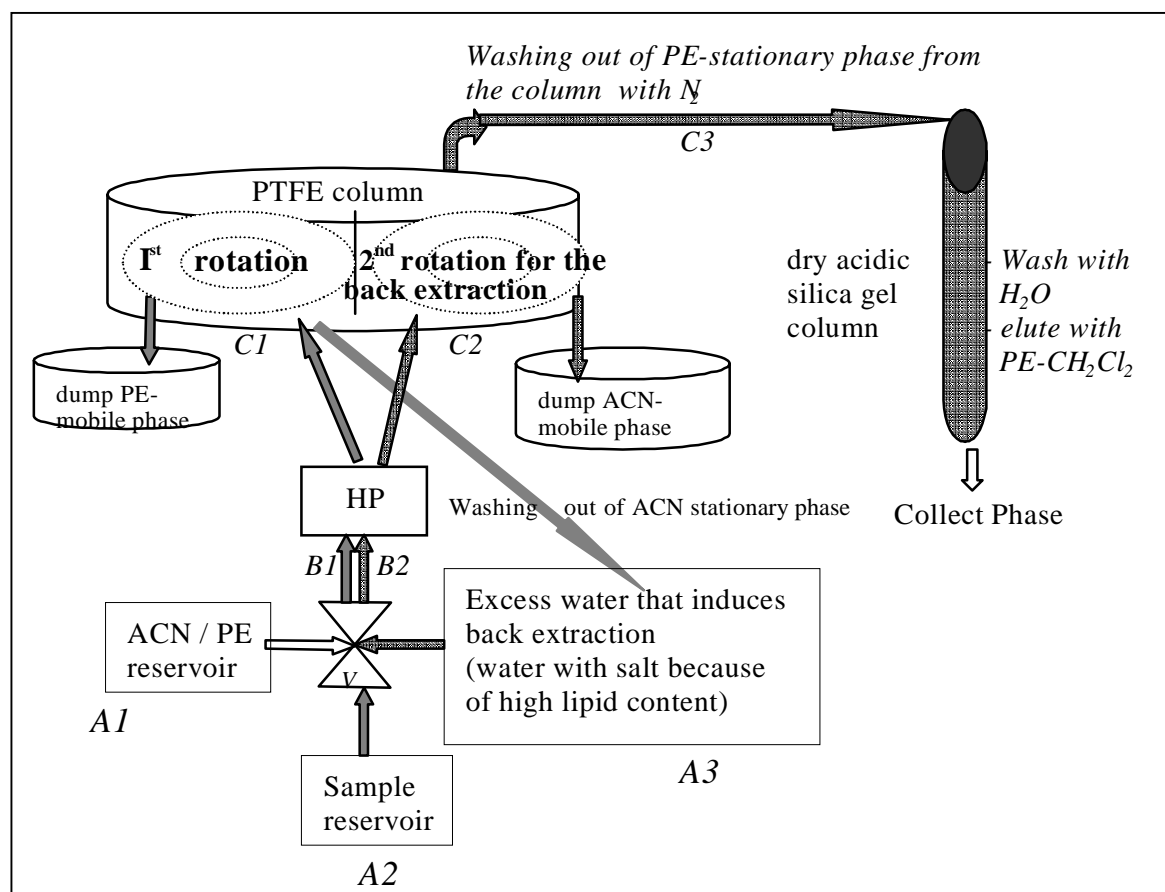 Washing out of PE-stationary phase from
the column with N2
C3
PTFE column
Ist rotation
2nd rotation for the
back extraction
C1
C2
dry acidic
silica gel
column
Wash with
H2O
elute with
PE-CH2Cl2
dump PE-
mobile phase
dump ACN-
mobile phase
HP
Washing out of ACN stationary phase
Collect Phase
B1
B2
ACN / PE
reservoir
V
Excess water that induces
back extraction
(water with salt because
of high lipid content)
A1
A3
Sample
reservoir
A2